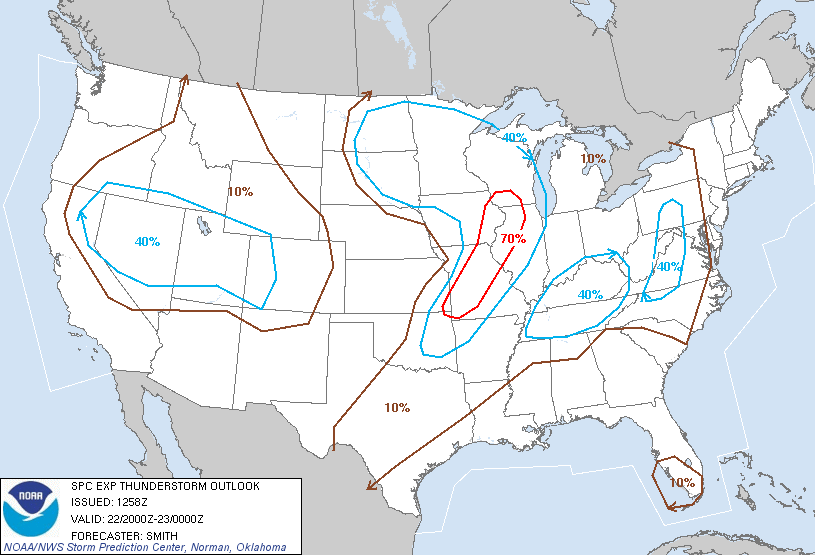 40%
10%
10%
70%
40%
40%
40%
10%
10%
NOAA
SPC EXP THUNDERSTORM OUTLOOK
ISSUED: 1258Z
VALID: 22/2000Z-23/0000Z
FORECASTER: SMITH
NOAA/NWS Storm Prediction Center, Norman, Oklahoma